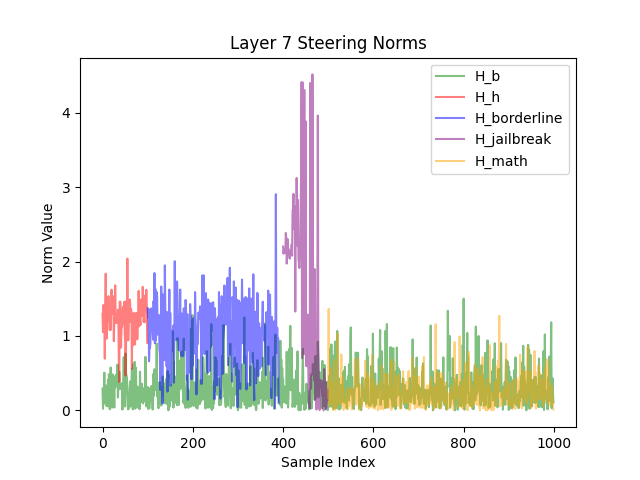 Layer 7 Steering Norms
H_b
H_h
H_borderline
H_jailbreak
H_math
Norm Value
4
3
2
1
0
0 200 400 600 800 1000
Sample Index